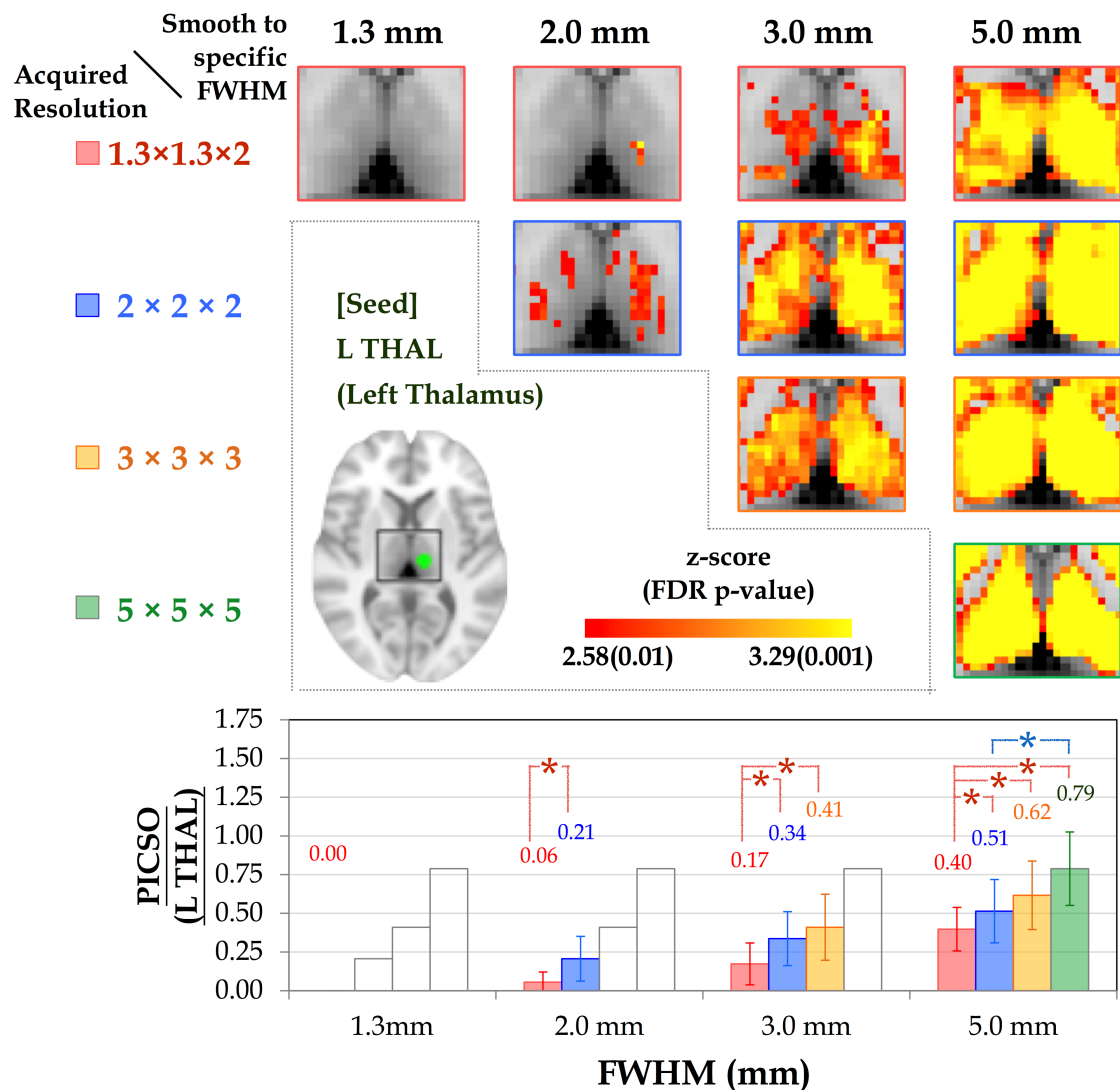 Smooth to
specific
FWHM
Acquired
Resolution
1.3 mm
2.0 mm
3.0 mm
5.0 mm
1.3×1.3×2
2 × 2 × 2
3 × 3 × 3
5 × 5 × 5
[Seed]
L THAL
(Left Thalamus)
z-score
(FDR p-value)
2.58(0.01)
3.29(0.001)
PICSO
(L THAL)
1.75
1.50
1.25
1.00
0.75
0.50
0.25
0.00
0.00
*
0.06
0.21
*
*
0.17
0.34
0.41
*
*
*
*
0.40
0.51
0.62
0.79
1.3mm
2.0 mm
3.0 mm
5.0 mm
FWHM (mm)